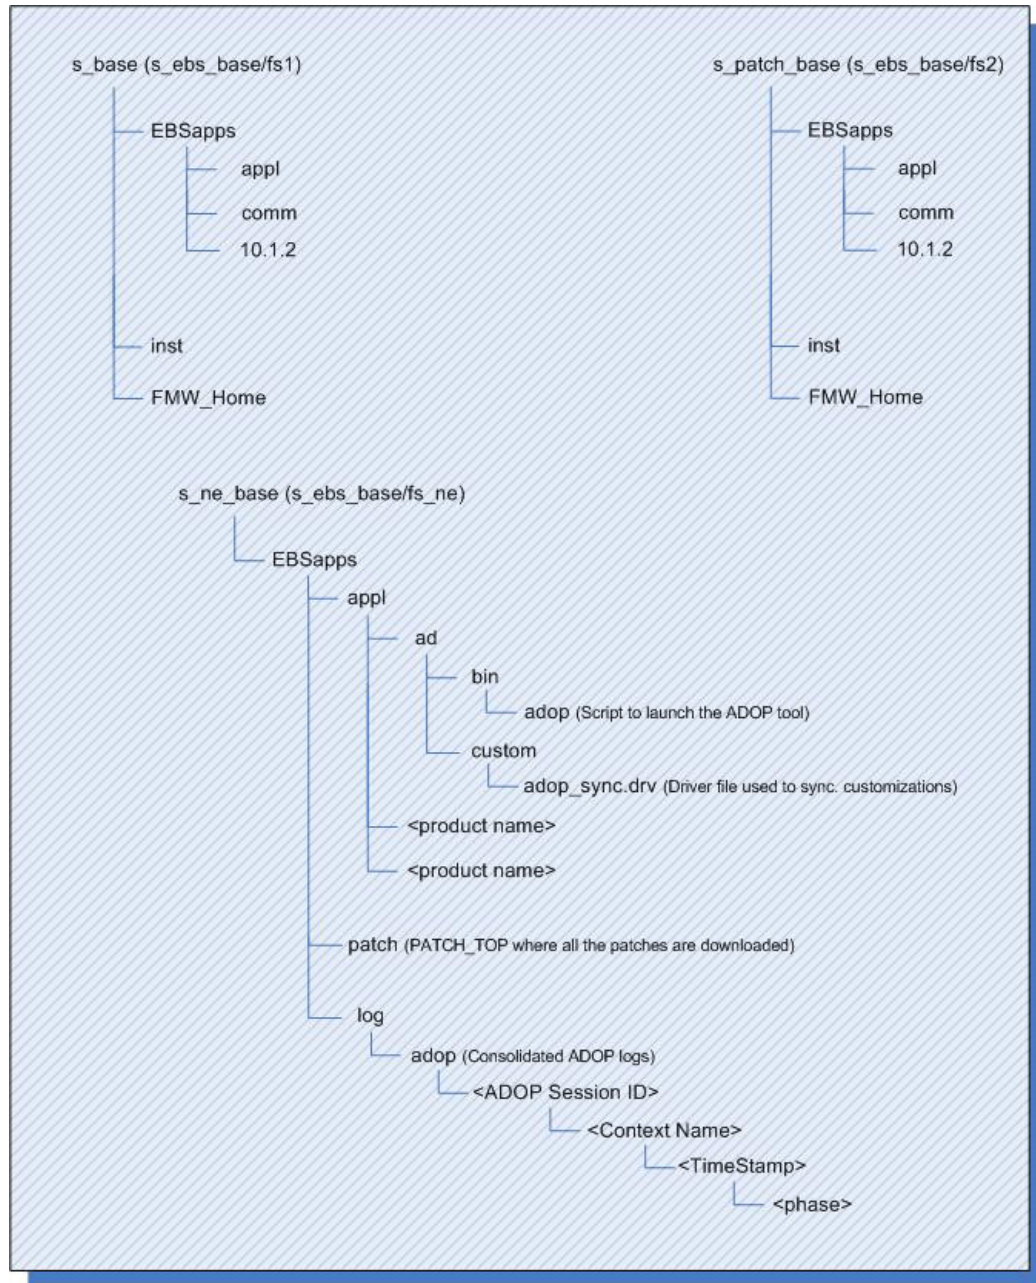 s_base (s_ebs_base/fs1)
EBSapps
appl
comm
10.1.2
inst
FMW_Home
s_patch_base (s_ebs_base/fs2)
EBSapps
appl
comm
10.1.2
inst
FMW_Home
s_ne_base (s_ebs_base/fs_ne)
EBSapps
appl
ad
bin
adop (Script to launch the ADOP tool)
custom
adop_sync.drv (Driver file used to sync. customizations)
<product name>
<product name>
patch (PATCH_TOP where all the patches are downloaded)
log
adop (Consolidated ADOP logs)
<ADOP Session ID>
<Context Name>
<TimeStamp>
<phase>